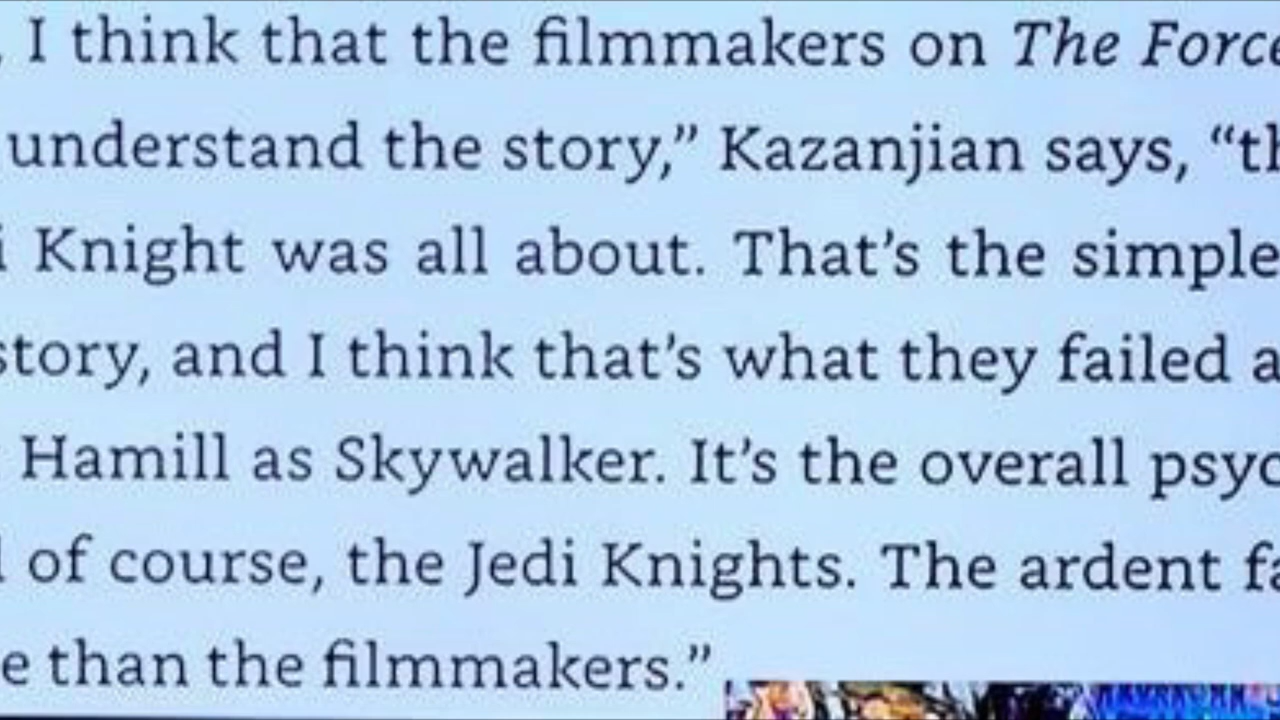 , I think that the filmmakers on The Force
understand the story,” Kazanjian says, “th
i Knight was all about. That’s the simple
story, and I think that’s what they failed a
Hamill as Skywalker. It’s the overall psyc
of course, the Jedi Knights. The ardent fa
e than the filmmakers.”